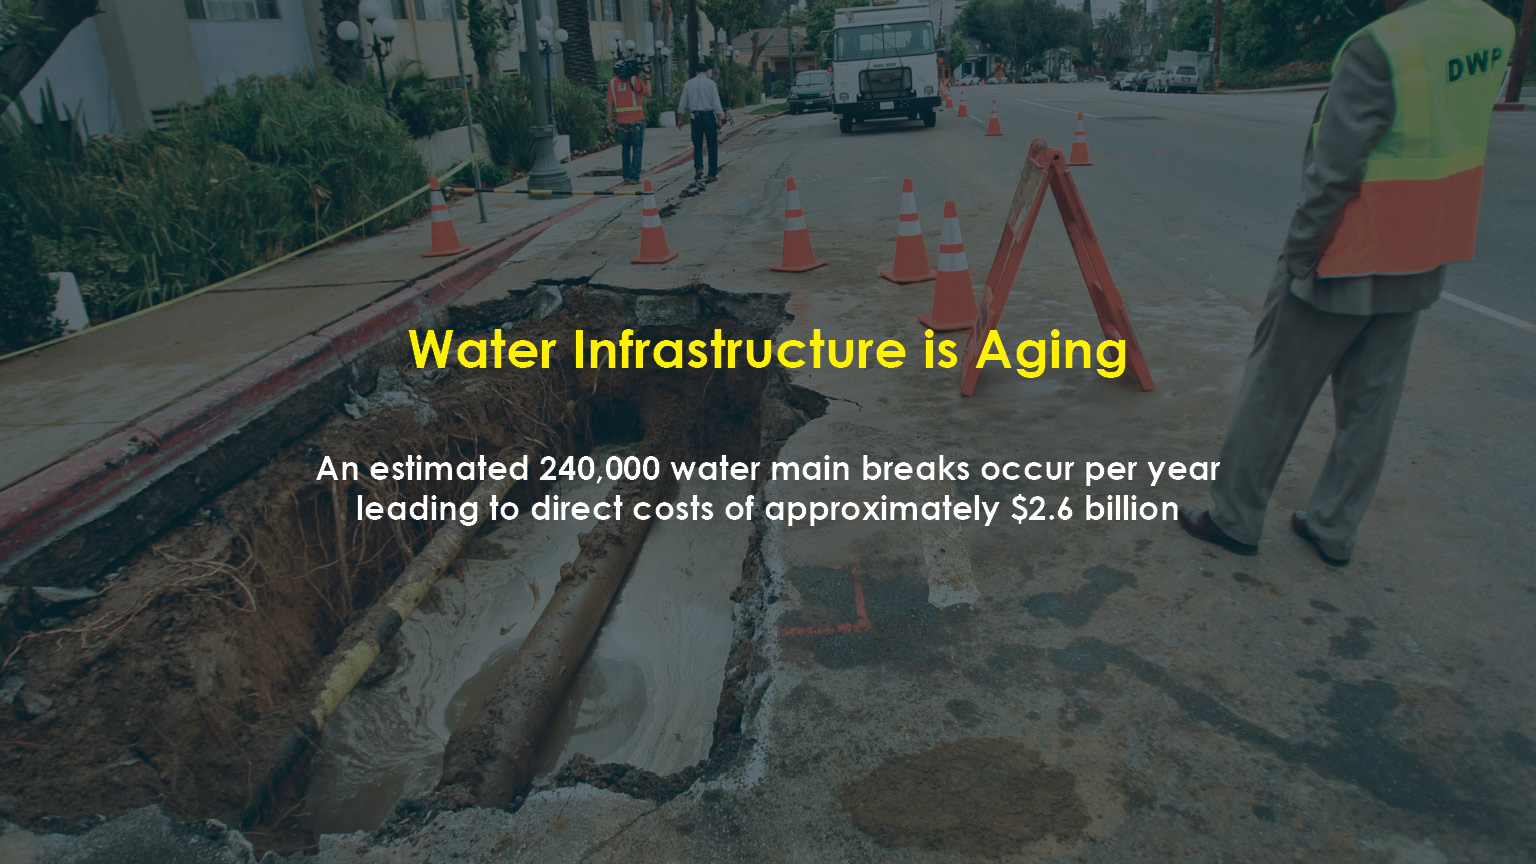 DWP
Water Infrastructure is Aging
An estimated 240,000 water main breaks occur per year
leading to direct costs of approximately $2.6 billion